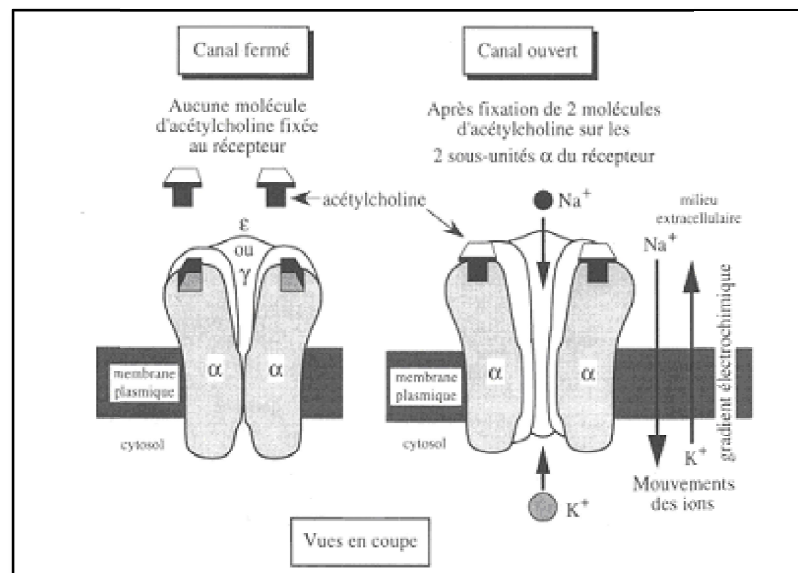 Canal fermé
Aucune molécule
d'acétylcholine fixée
au récepteur
Canal ouvert
Après fixation de 2 molécules
d'acétylcholine sur les
2 sous-unités α du récepteur
acétylcholine
Na⁺
milieu
extracellulaire
Na⁺
ε
ou
γ
α
α
membrane
plasmique
cytosol
α
α
membrane
plasmique
cytosol
gradient électrochimique
K⁺
K⁺
Mouvements
des ions
Vues en coupe